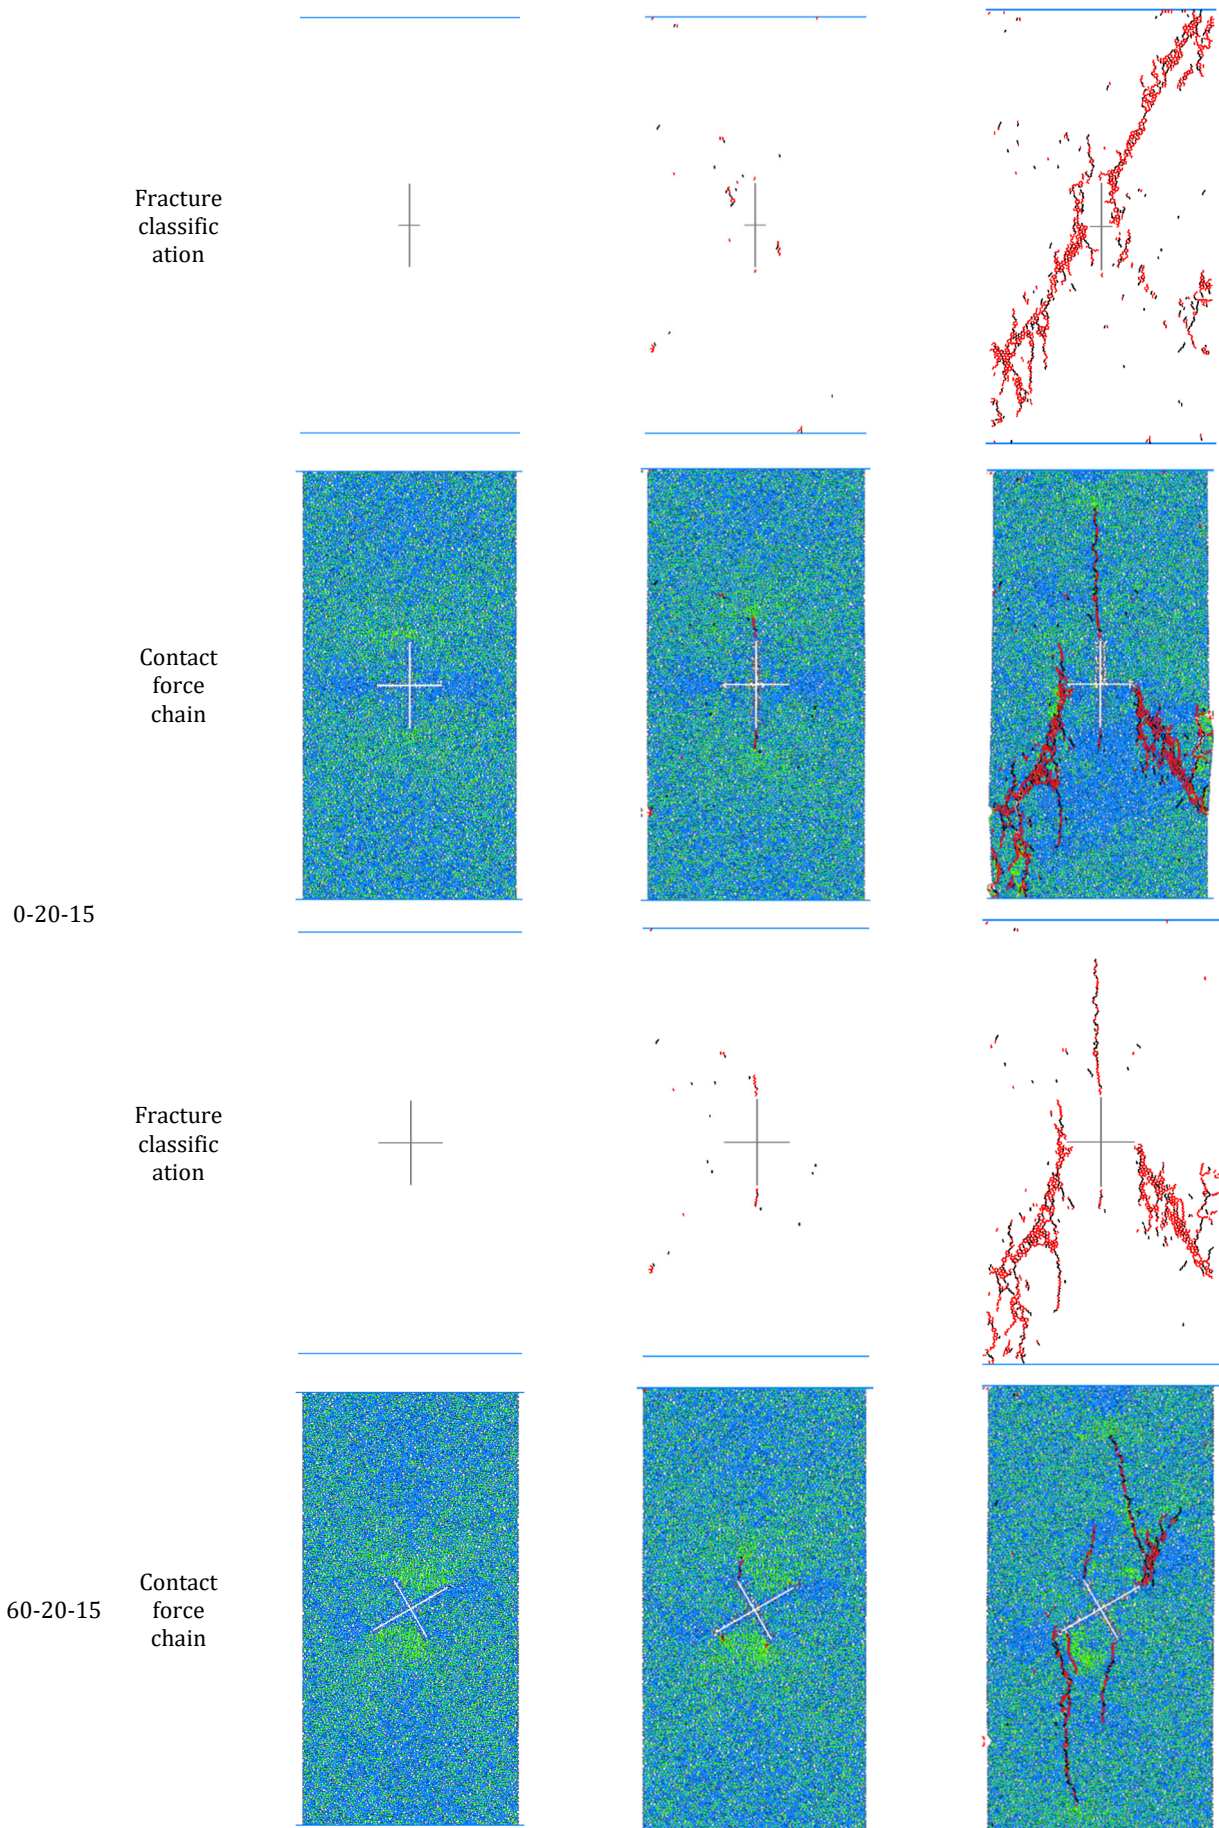 Fracture
classific
ation
Contact
force
chain
0-20-15
Fracture
classific
ation
60-20-15
Contact
force
chain